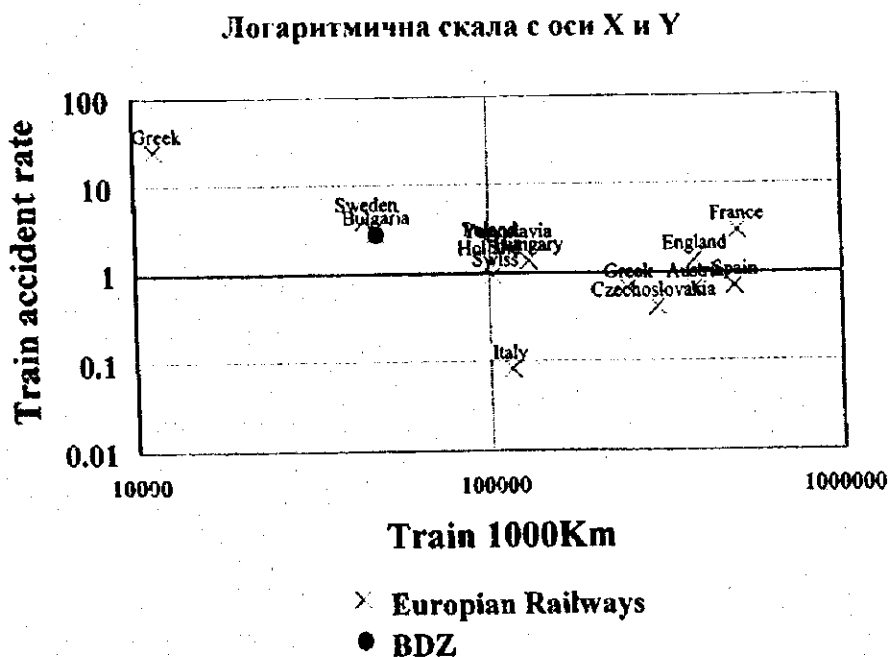 Логаритмична скала с оси X и Y
Train accident rate
100
10
1
0.1
0.01
Greek
Sweden
Bulgaria
Poland
Swiss
Hungary
France
England
Greek
Austria
Spain
Czechoslovakia
Italy
10000
100000
1000000
Train 1000Km
Europian Railways
BDZ